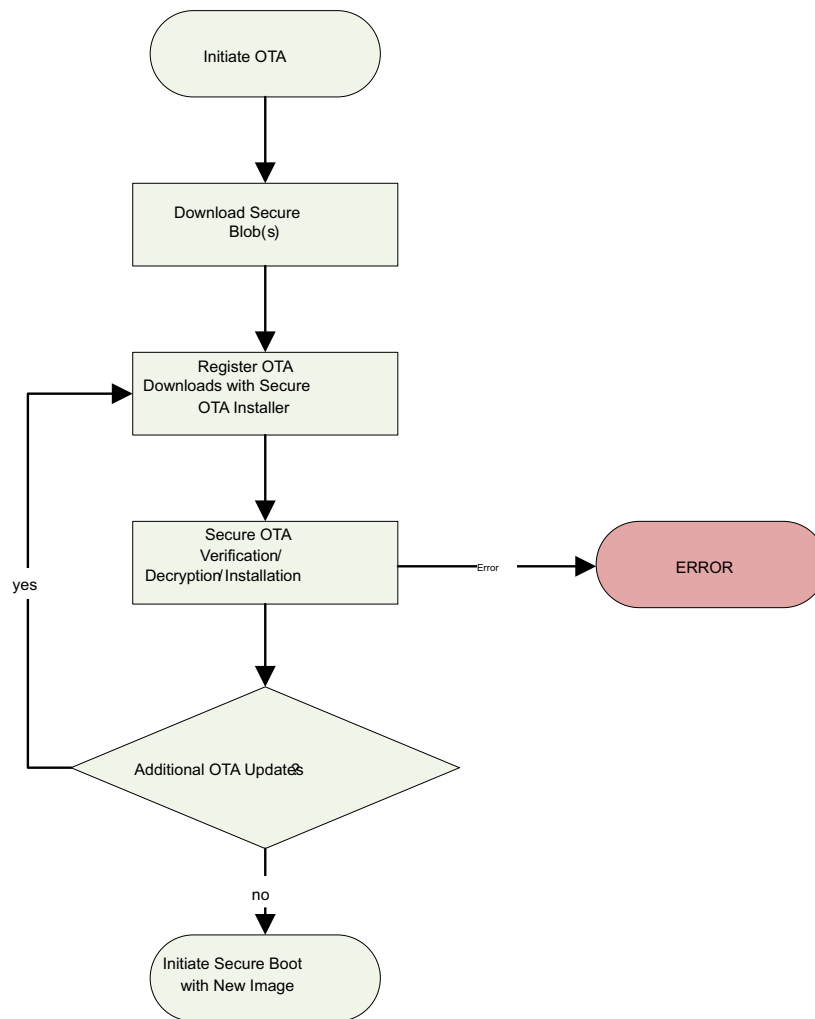 Initiate OTA
Download Secure
Blob(s)
Register OTA
Downloads with Secure
OTA Installer
Secure OTA
Verification/
Decryption/Installation
Error
ERROR
yes
Additional OTA Updates?
no
Initiate Secure Boot
with New Image